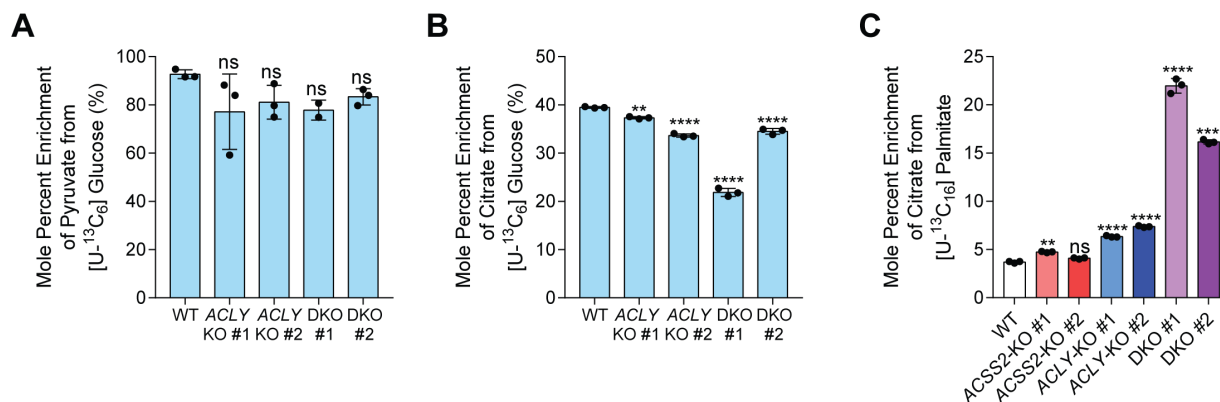 A
Mole Percent Enrichment
of Pyruvate from
[U-¹³C₆] Glucose (%)
100
80
60
40
20
0
ns
ns
ns
ns
WT
ACLY
KO #1
ACLY
KO #2
DKO
#1
DKO
#2
B
Mole Percent Enrichment
of Citrate from
[U-¹³C₆] Glucose (%)
50
40
30
20
10
0
**
****
****
****
WT
ACLY
KO #1
ACLY
KO #2
DKO
#1
DKO
#2
C
Mole Percent Enrichment
of Citrate from
[U-¹³C₁₆] Palmitate
25
20
15
10
5
0
**
ns
****
****
****
***
WT
ACSS2-KO #1
ACSS2-KO #2
ACLY-KO #1
ACLY-KO #2
DKO #1
DKO #2